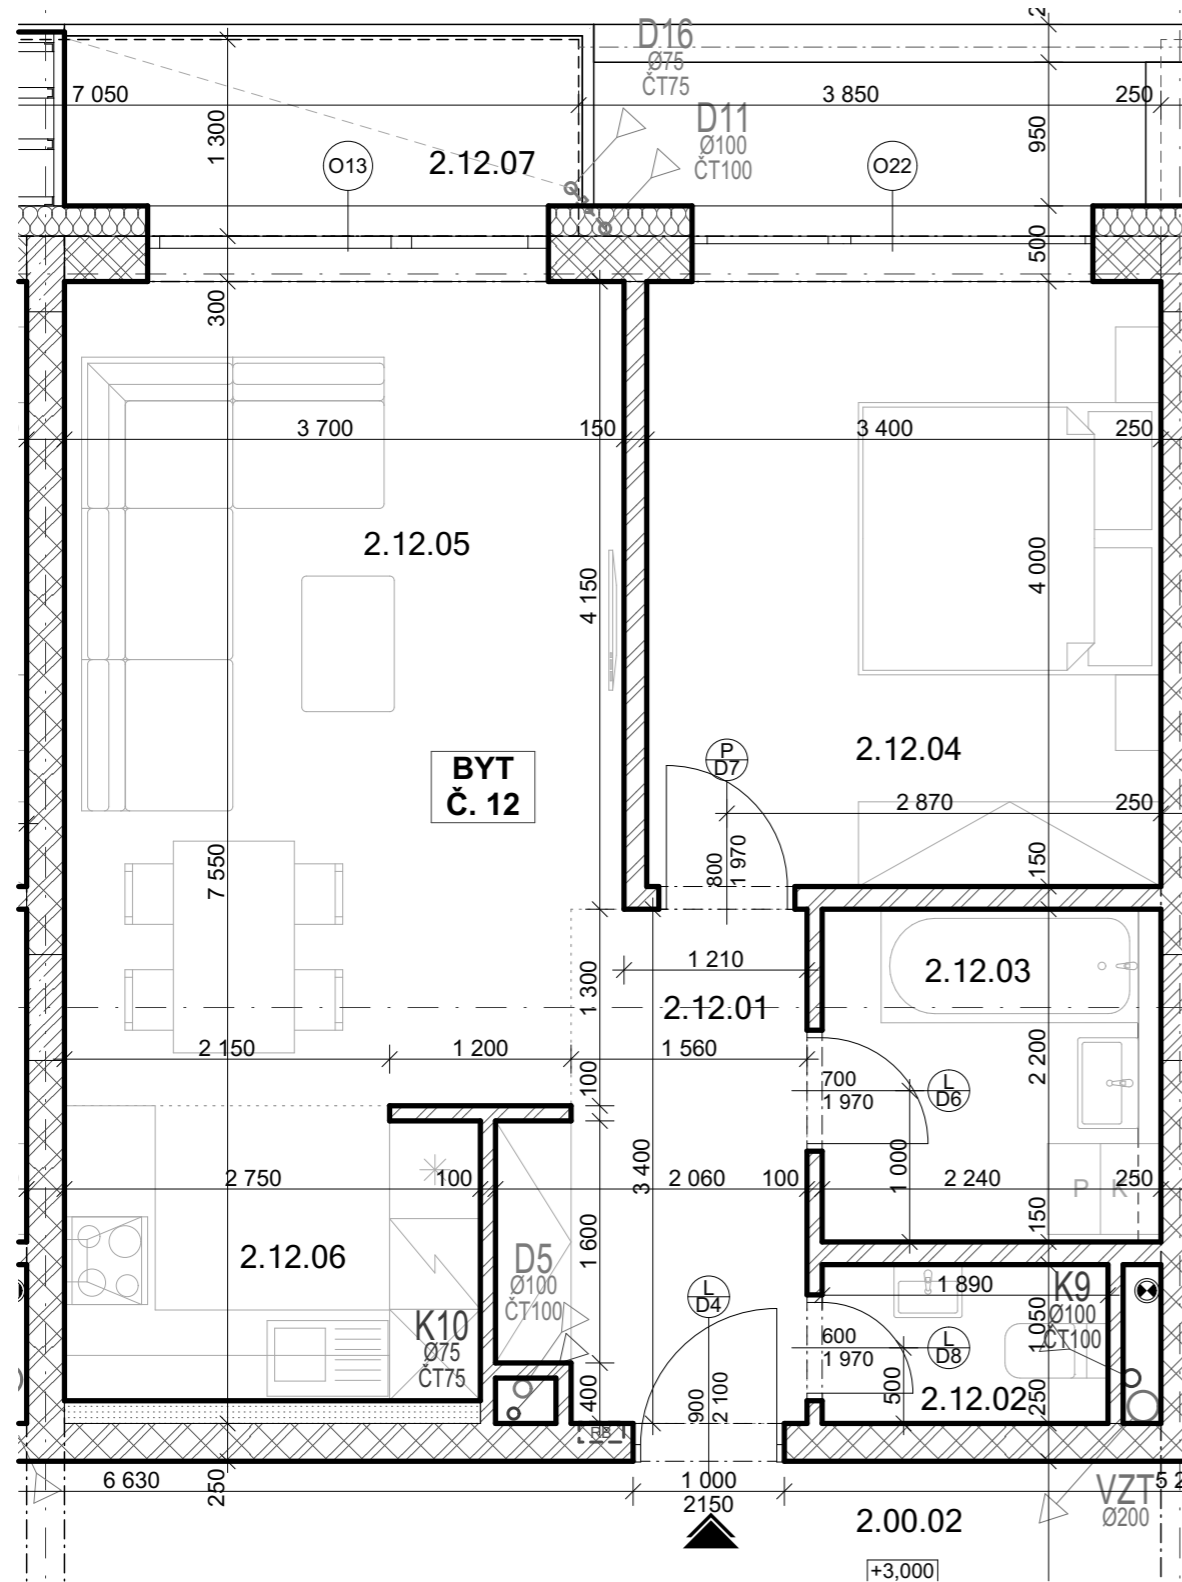 D16
Ø75
ČT75
2
7 050
3 850
250
1 300
D11
Ø100
ČT100
950
O13
2.12.07
O22
500
300
3 700
150
3 400
250
2.12.05
4 150
4 000
BYT
Č. 12
P
D7
2.12.04
2 870
250
7 550
800
1 970
150
1 210
2.12.03
1 300
2.12.01
2 150
1 200
1 560
2 200
100
700
1 970
L
D6
2 750
100
3 400
2 060
100
1 000
2 240
250
P
K
2.12.06
D5
Ø100
ČT100
1 600
150
L
D4
1 890
K9
Ø100
ČT100
1 050
K10
Ø75
ČT75
600
1 970
L
D8
500
2.12.02
250
400
900
2 100
RB
6 630
250
1 000
2150
2.00.02
VZT
Ø200
5 2
+3,000